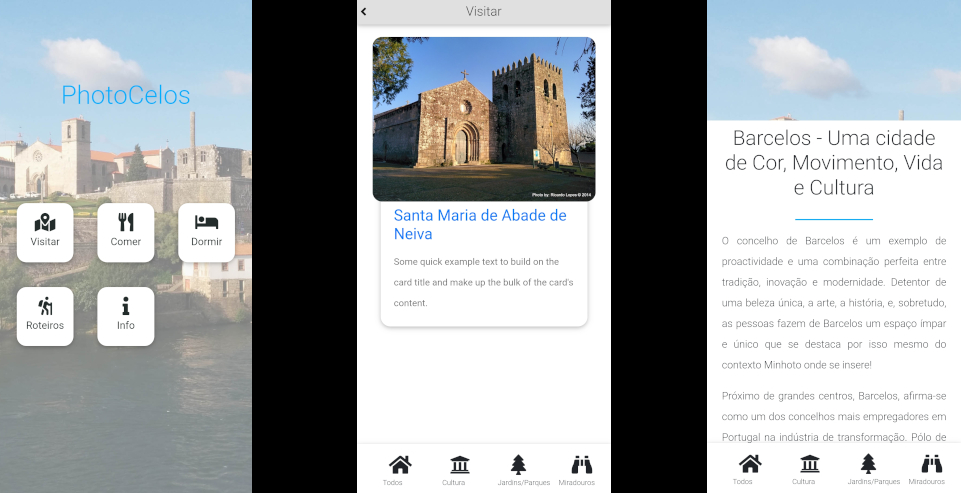 PhotoCelos
Visitar
Comer
Dormir
Roteiros
Info
Visitar
Photo by: Ricardo Lopes © 2014
Santa Maria de Abade de
Neiva
Some quick example text to build on the
card title and make up the bulk of the card's
content.
Todos
Cultura
Jardins/Parques
Miradouros
Barcelos - Uma cidade
de Cor, Movimento, Vida
e Cultura
O concelho de Barcelos é um exemplo de
proactividade e uma combinação perfeita entre
tradição, inovação e modernidade. Detentor de
uma beleza única, a arte, a história, e, sobretudo,
as pessoas fazem de Barcelos um espaço ímpar
e único que se destaca por isso mesmo do
contexto Minhoto onde se insere!
Próximo de grandes centros, Barcelos, afirma-se
como um dos concelhos mais empregadores em
Portugal na indústria de transformação. Pólo de
Todos
Cultura
Jardins/Parques
Miradouros